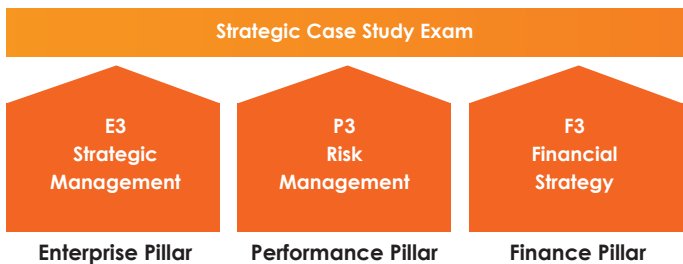 Strategic Case Study Exam
E3
Strategic
Management
P3
Risk
Management
F3
Financial
Strategy
Enterprise Pillar
Performance Pillar
Finance Pillar